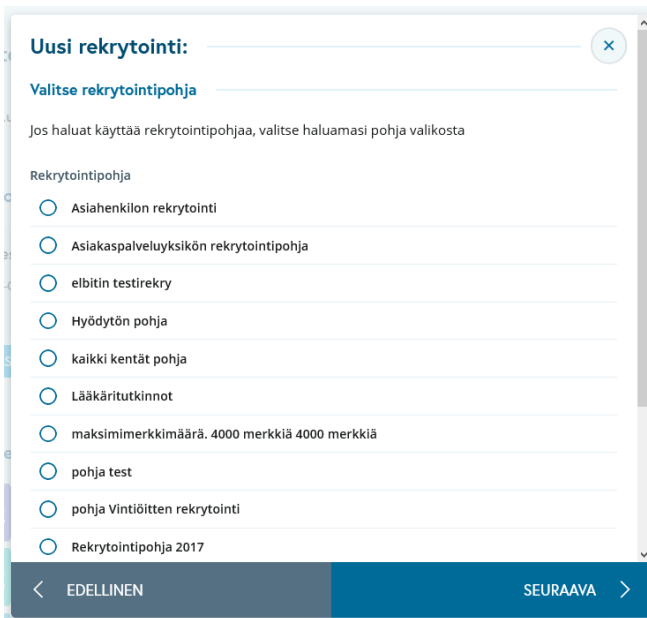 Uusi rekrytointi:
Valitse rekrytointipohja
Jos haluat käyttää rekrytointipohjaa, valitse haluamasi pohja valikosta
Rekrytointipohja
Asiahenkilon rekrytointi
Asiakaspalveluyksikön rekrytointipohja
elbitin testirekry
Hyödytön pohja
kaikki kentät pohja
Lääkäritutkinnot
maksimimerkkimäärä. 4000 merkkiä 4000 merkkiä
pohja test
pohja Vintiöitten rekrytointi
Rekrytointipohja 2017
EDELLINEN
SEURAAVA